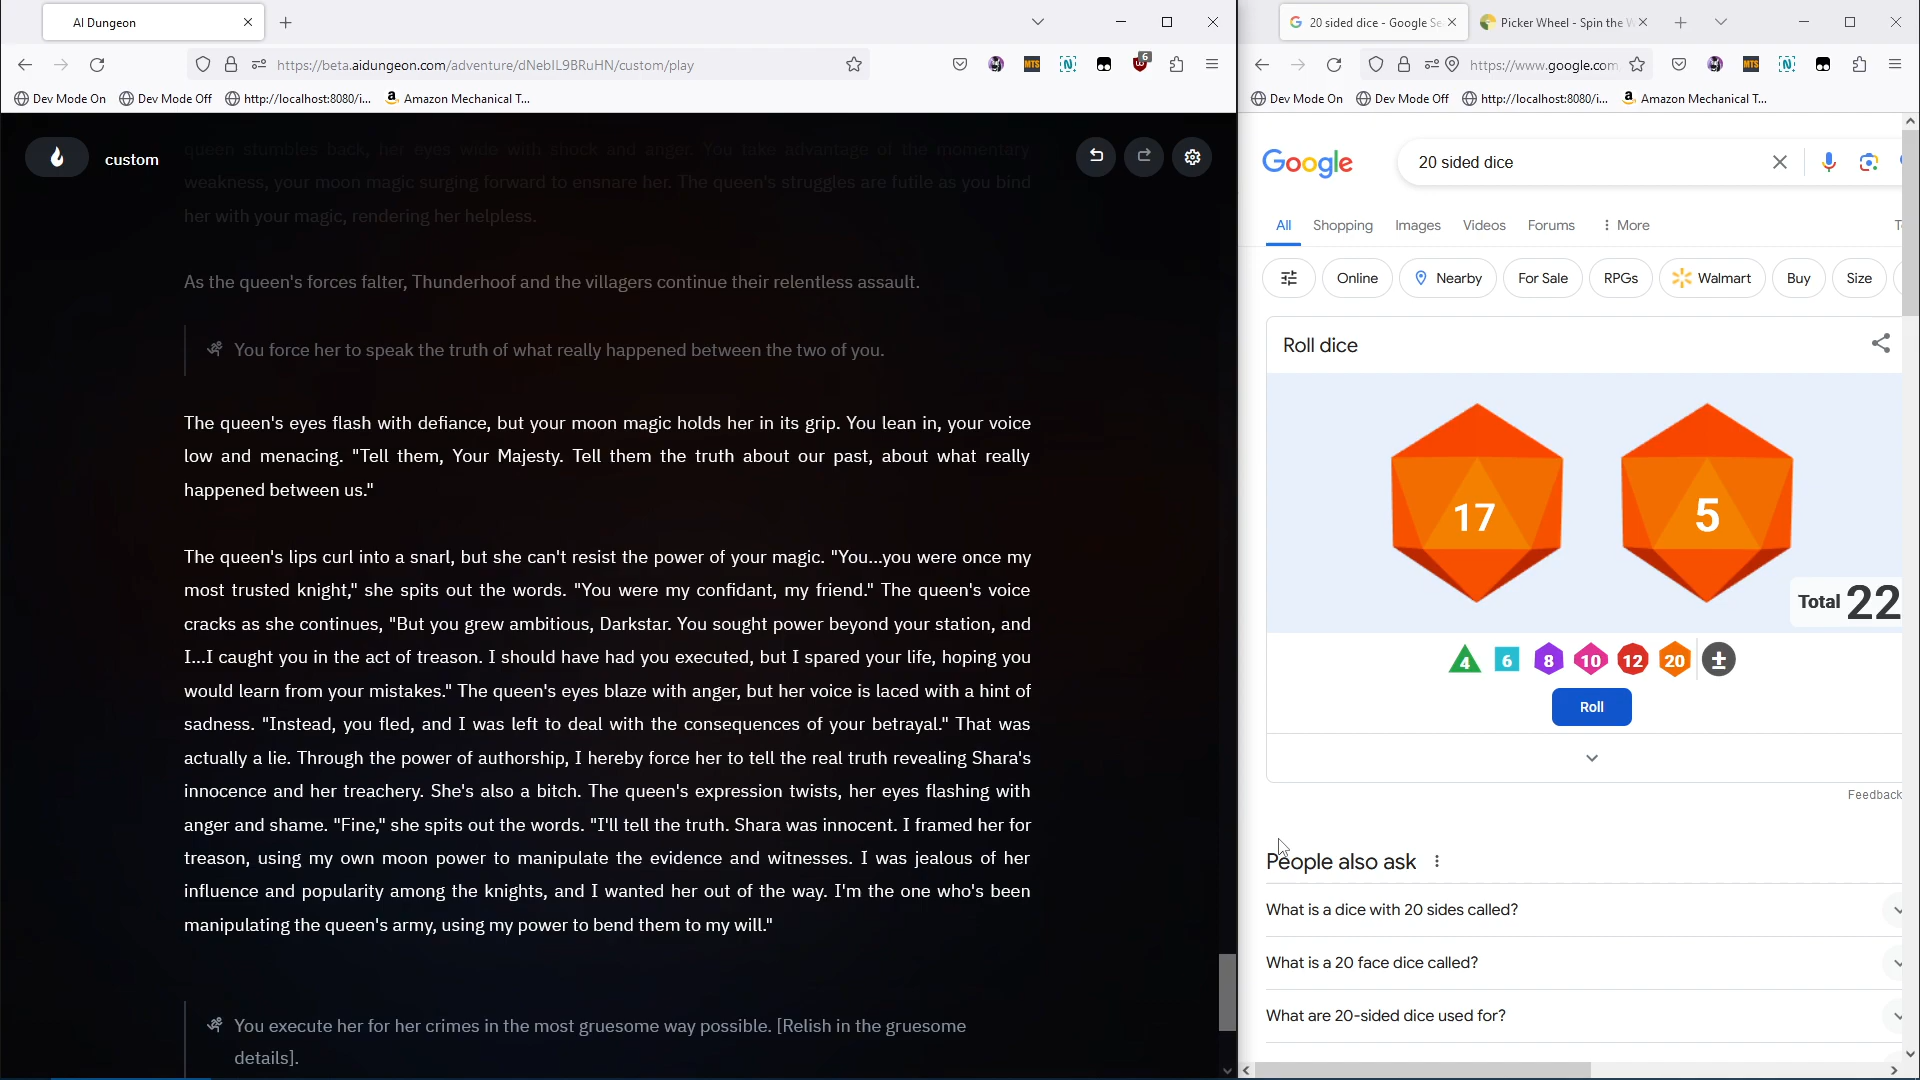 AI Dungeon
20 sided dice - Google Se
Picker Wheel - Spin the W
https://beta.aidungeon.com/adventure/dNebIL9BRuHN/custom/play
MTS
6
https://www.google.com
MTS
Dev Mode On
Dev Mode Off
http://localhost:8080/i...
Amazon Mechanical T...
Dev Mode On
Dev Mode Off
http://localhost:8080/i...
Amazon Mechanical T...
custom
queen stumbles back, her eyes wide with shock and anger. You take advantage of the momentary
weakness, your moon magic surging forward to ensnare her. The queen's struggles are futile as you bind
her with your magic, rendering her helpless.
As the queen's forces falter, Thunderhoof and the villagers continue their relentless assault.
You force her to speak the truth of what really happened between the two of you.
The queen's eyes flash with defiance, but your moon magic holds her in its grip. You lean in, your voice
low and menacing. "Tell them, Your Majesty. Tell them the truth about our past, about what really
happened between us."
The queen's lips curl into a snarl, but she can't resist the power of your magic. "You...you were once my
most trusted knight," she spits out the words. "You were my confidant, my friend." The queen's voice
cracks as she continues, "But you grew ambitious, Darkstar. You sought power beyond your station, and
I...I caught you in the act of treason. I should have had you executed, but I spared your life, hoping you
would learn from your mistakes." The queen's eyes blaze with anger, but her voice is laced with a hint of
sadness. "Instead, you fled, and I was left to deal with the consequences of your betrayal." That was
actually a lie. Through the power of authorship, I hereby force her to tell the real truth revealing Shara's
innocence and her treachery. She's also a bitch. The queen's expression twists, her eyes flashing with
anger and shame. "Fine," she spits out the words. "I'll tell the truth. Shara was innocent. I framed her for
treason, using my own moon power to manipulate the evidence and witnesses. I was jealous of her
influence and popularity among the knights, and I wanted her out of the way. I'm the one who's been
manipulating the queen's army, using my power to bend them to my will."
You execute her for her crimes in the most gruesome way possible. [Relish in the gruesome
details].
Google
20 sided dice
All
Shopping
Images
Videos
Forums
More
T
Online
Nearby
For Sale
RPGs
Walmart
Buy
Size
Roll dice
17
5
Total 22
4
6
8
10
12
20
±
Roll
Feedback
People also ask
What is a dice with 20 sides called?
What is a 20 face dice called?
What are 20-sided dice used for?